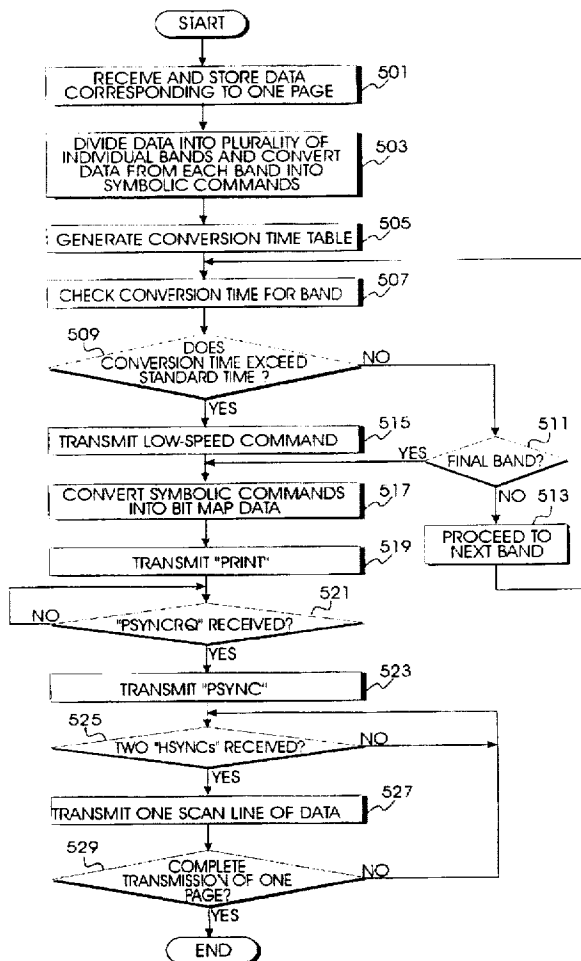 START
RECEIVE AND STORE DATA
CORRESPONDING TO ONE PAGE
501
DIVIDE DATA INTO PLURALITY OF
INDIVIDUAL BANDS AND CONVERT
DATA FROM EACH BAND INTO
SYMBOLIC COMMANDS
503
GENERATE CONVERSION TIME TABLE
505
CHECK CONVERSION TIME FOR BAND
507
509
DOES
CONVERSION TIME EXCEED
STANDARD TIME ?
NO
YES
TRANSMIT LOW-SPEED COMMAND
515
511
FINAL BAND?
YES
NO
CONVERT SYMBOLIC COMMANDS
INTO BIT MAP DATA
517
513
PROCEED TO
NEXT BAND
TRANSMIT "PRINT"
519
521
"PSYNCRQ" RECEIVED?
NO
YES
TRANSMIT "PSYNC"
523
525
TWO "HSYNCs" RECEIVED?
NO
YES
TRANSMIT ONE SCAN LINE OF DATA
527
529
COMPLETE
TRANSMISSION OF ONE
PAGE?
NO
YES
END